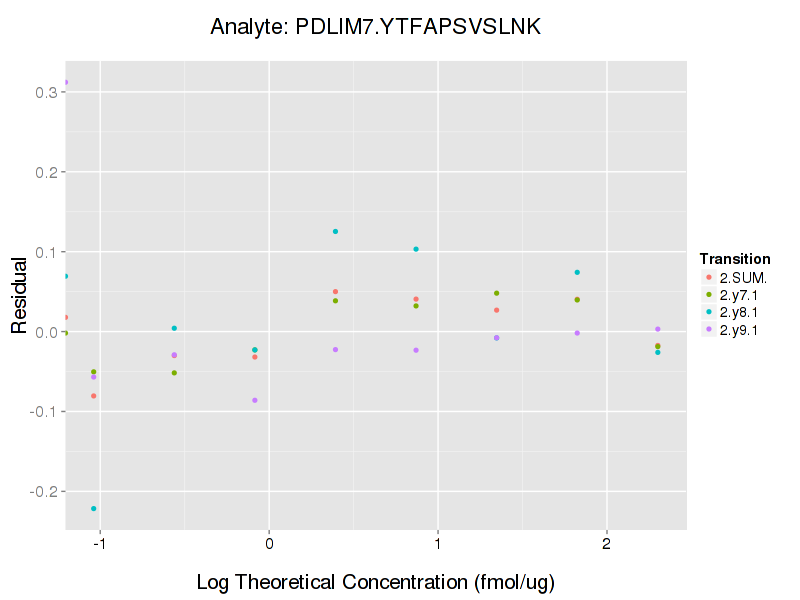 Analyte: PDLIM7.YTFAPSVSLNK
0.3
0.2
0.1
0.0
-0.1
-0.2
Residual
-1
0
1
2
Log Theoretical Concentration (fmol/ug)
Transition
2.SUM.
2.y7.1
2.y8.1
2.y9.1